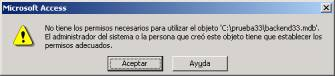 Microsoft Access
No tiene los permisos necesarios para utilizar el objeto 'C:\prueba33\backend33.mdb'.
El administrador del sistema o la persona que creó este objeto tiene que establecer los
permisos adecuados.
Aceptar
Ayuda